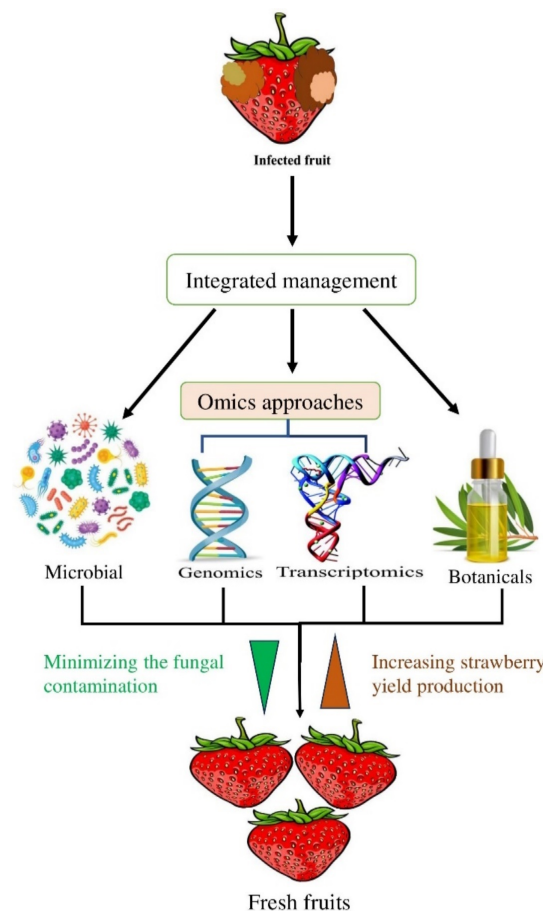 Infected fruit
Integrated management
Omics approaches
Microbial
Genomics
Transcriptomics
Botanicals
Minimizing the fungal
contamination
Increasing strawberry
yield production
Fresh fruits